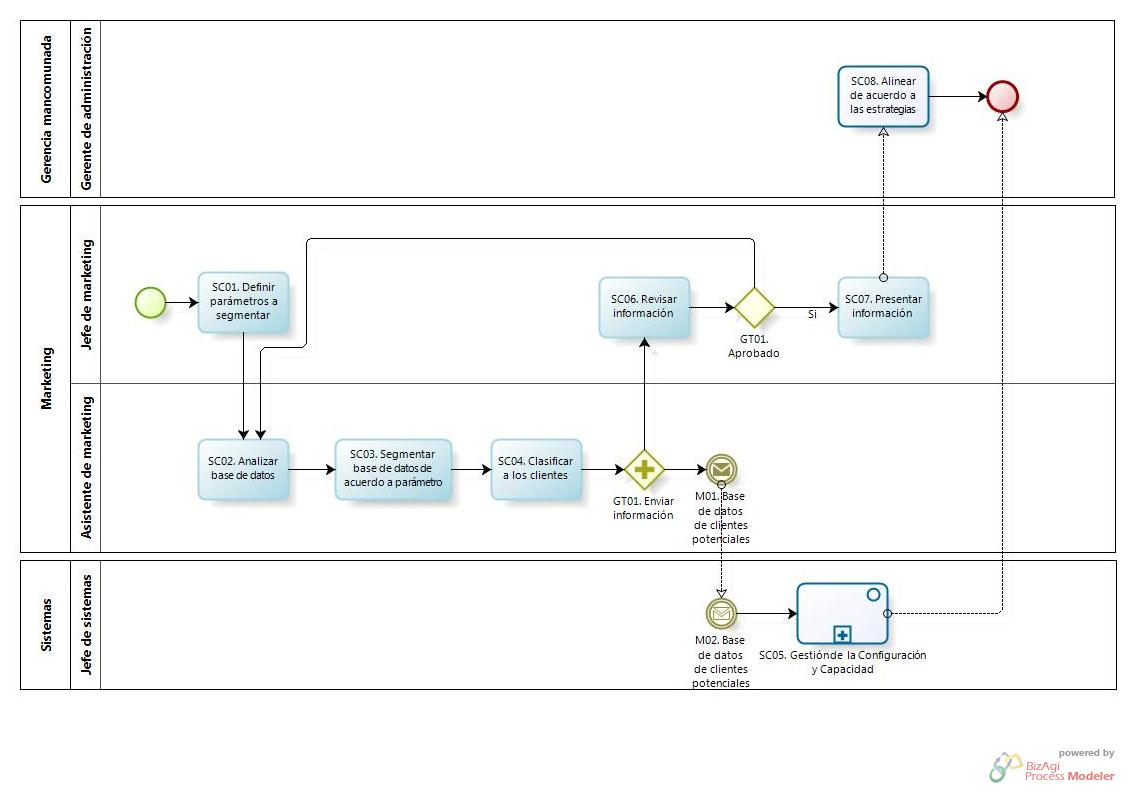 Gerencia mancomunada
Gerente de administración
SC08. Alinear
de acuerdo a
las estrategias
Marketing
Jefe de marketing
SC01. Definir
parámetros a
segmentar
SC06. Revisar
información
GT01.
Aprobado
Si
SC07. Presentar
información
Asistente de marketing
SC02. Analizar
base de datos
SC03. Segmentar
base de datos de
acuerdo a parámetro
SC04. Clasificar
a los clientes
GT01. Enviar
información
M01. Base
de datos
de clientes
potenciales
Sistemas
Jefe de sistemas
M02. Base
de datos
de clientes
potenciales
SC05. Gestiónde la Configuración
y Capacidad
powered by
BizAgi
Process Modeler